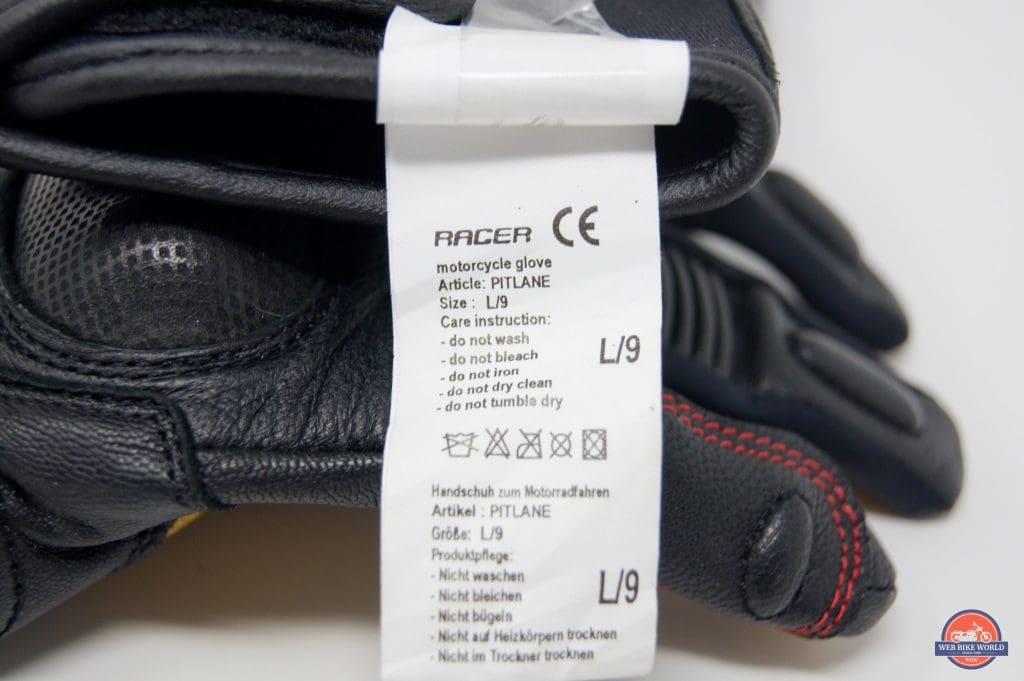 RACER CE
motorcycle glove
Article: PITLANE
Size : L/9
Care instruction:
- do not wash
- do not bleach
- do not iron
- do not dry clean
- do not tumble dry
L/9
Handschuh zum Motorradfahren
Artikel : PITLANE
Größe: L/9
Produktpflege:
- Nicht waschen
- Nicht bleichen
- Nicht bügeln
- Nicht auf Heizkörpern trocknen
- Nicht im Trockner trocknen
L/9
WEB BIKE WORLD